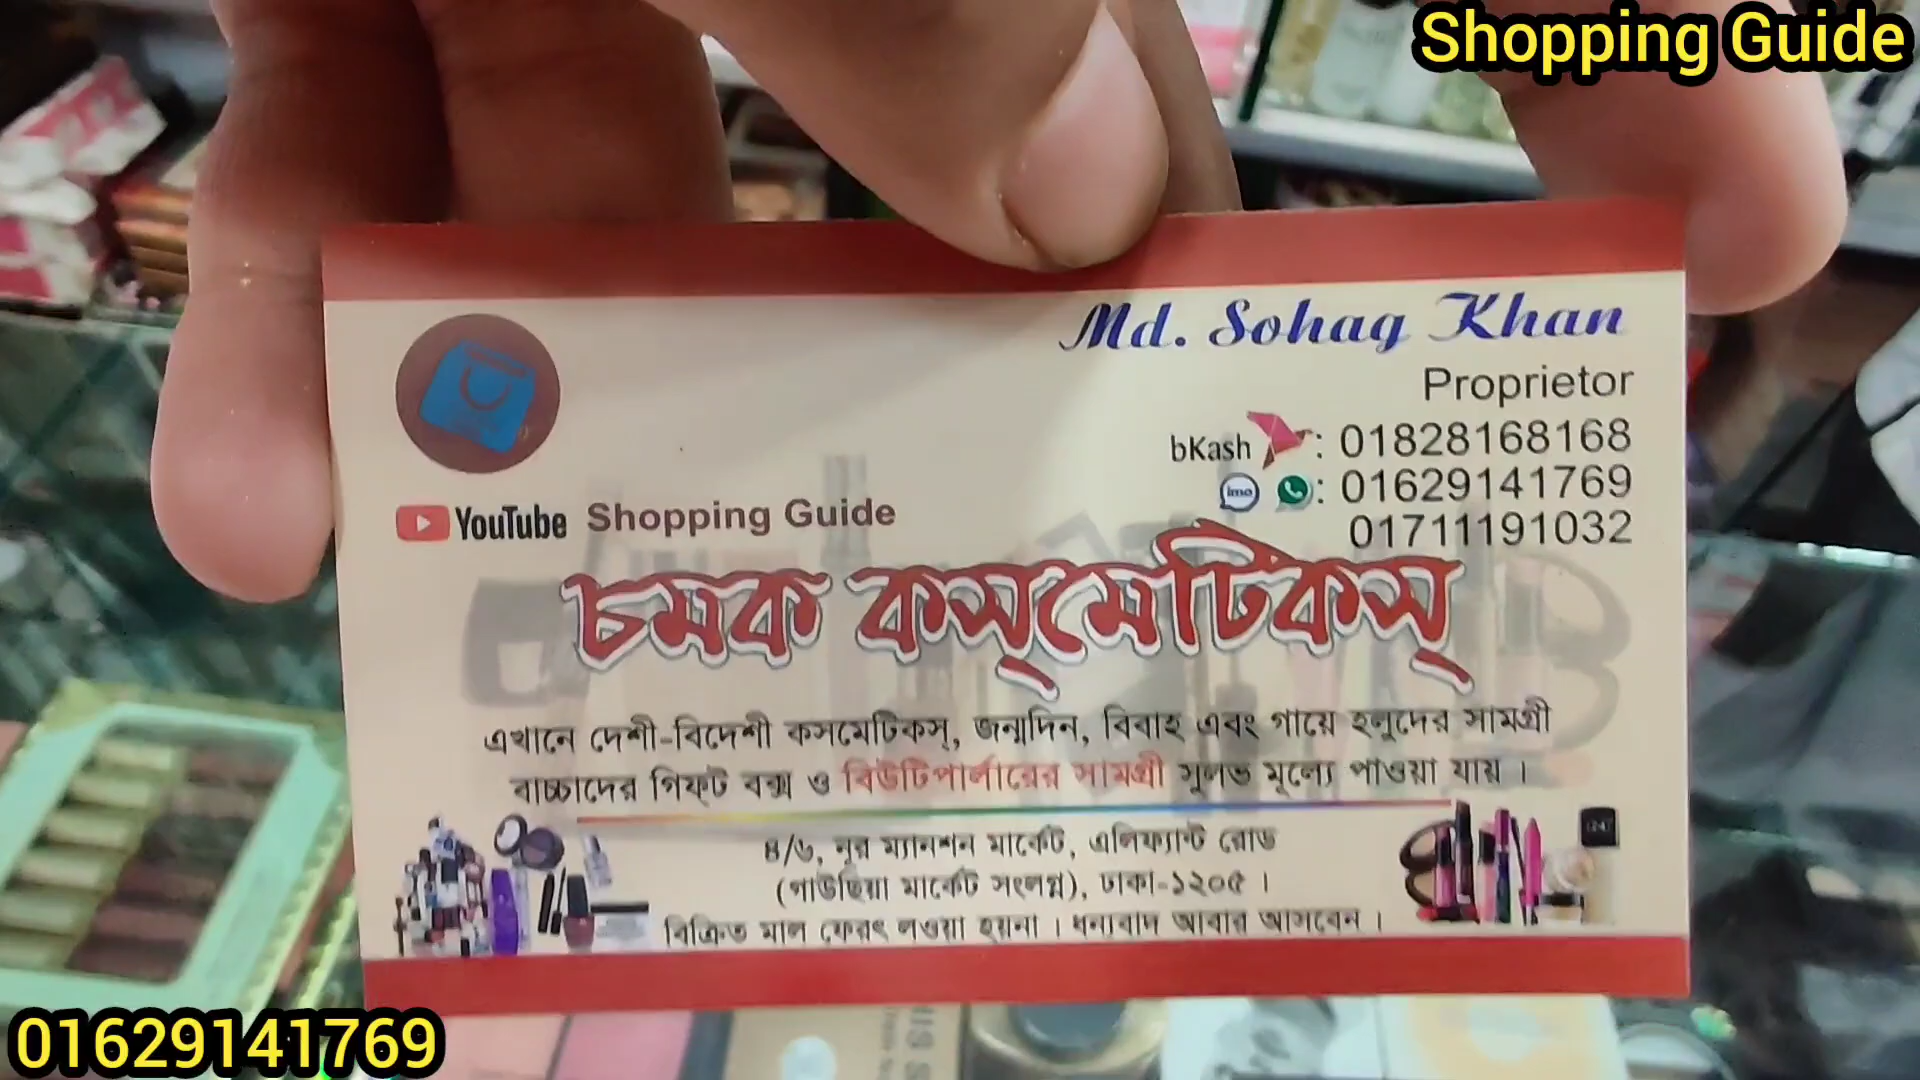 Shopping Guide
Md. Sohag Khan
Proprietor
bKash : 01828168168
imo : 01629141769
01711191032
YouTube Shopping Guide
চমক কস্মেটিকস্
এখানে দেশী-বিদেশী কসমেটিকস্, জন্মদিন, বিবাহ এবং গায়ে হলুদের সামগ্রী
বাচ্চাদের গিফ্ট বক্স ও বিউটিপার্লারের সামগ্রী সুলভ মূল্যে পাওয়া যায় ।
৪/৬, নূর ম্যানশন মার্কেট, এলিফ্যান্ট রোড
(গাউছিয়া মার্কেট সংলগ্ন), ঢাকা-১২০৫ ।
বিক্রিত মাল ফেরৎ লওয়া হয়না । ধন্যবাদ আবার আসবেন ।
01629141769